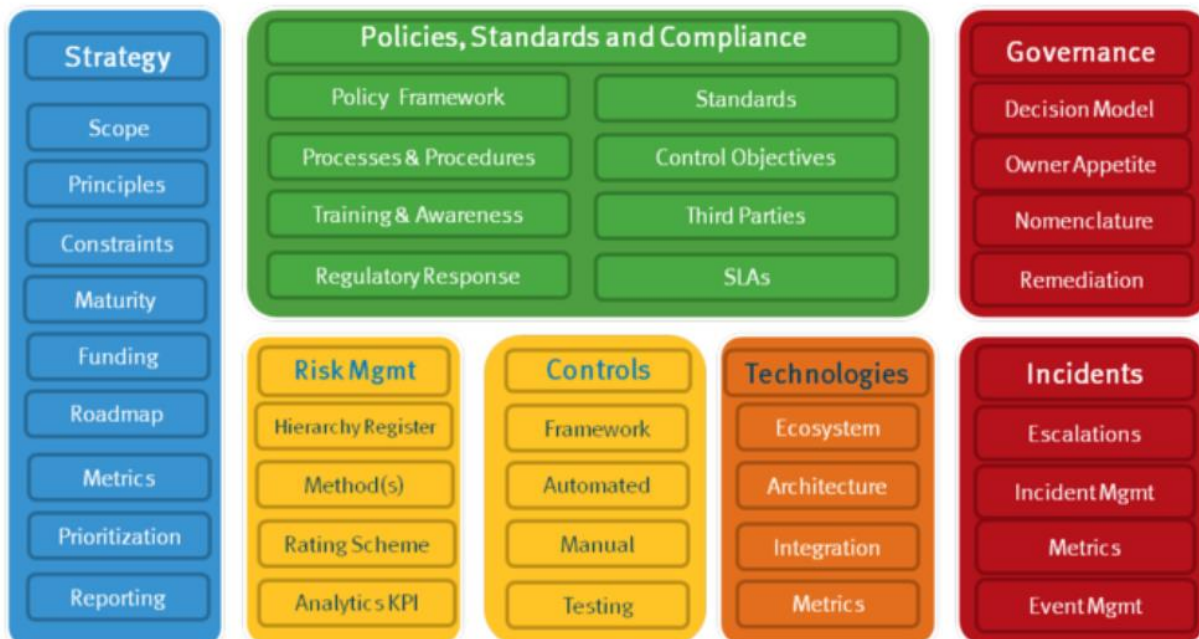 Strategy
Scope
Principles
Constraints
Maturity
Funding
Roadmap
Metrics
Prioritization
Reporting
Policies, Standards and Compliance
Policy Framework
Standards
Processes & Procedures
Control Objectives
Training & Awareness
Third Parties
Regulatory Response
SLAs
Governance
Decision Model
Owner Appetite
Nomenclature
Remediation
Risk Mgmt
Hierarchy Register
Method(s)
Rating Scheme
Analytics KPI
Controls
Framework
Automated
Manual
Testing
Technologies
Ecosystem
Architecture
Integration
Metrics
Incidents
Escalations
Incident Mgmt
Metrics
Event Mgmt